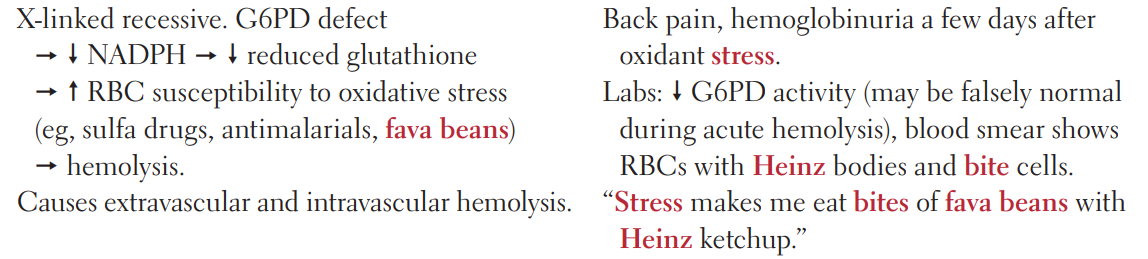 X-linked recessive. G6PD defect
→ ↓ NADPH → ↓ reduced glutathione
→ ↑ RBC susceptibility to oxidative stress
(eg, sulfa drugs, antimalarials, fava beans)
→ hemolysis.
Causes extravascular and intravascular hemolysis.
Back pain, hemoglobinuria a few days after
oxidant stress.
Labs: ↓ G6PD activity (may be falsely normal
during acute hemolysis), blood smear shows
RBCs with Heinz bodies and bite cells.
“Stress makes me eat bites of fava beans with
Heinz ketchup.”